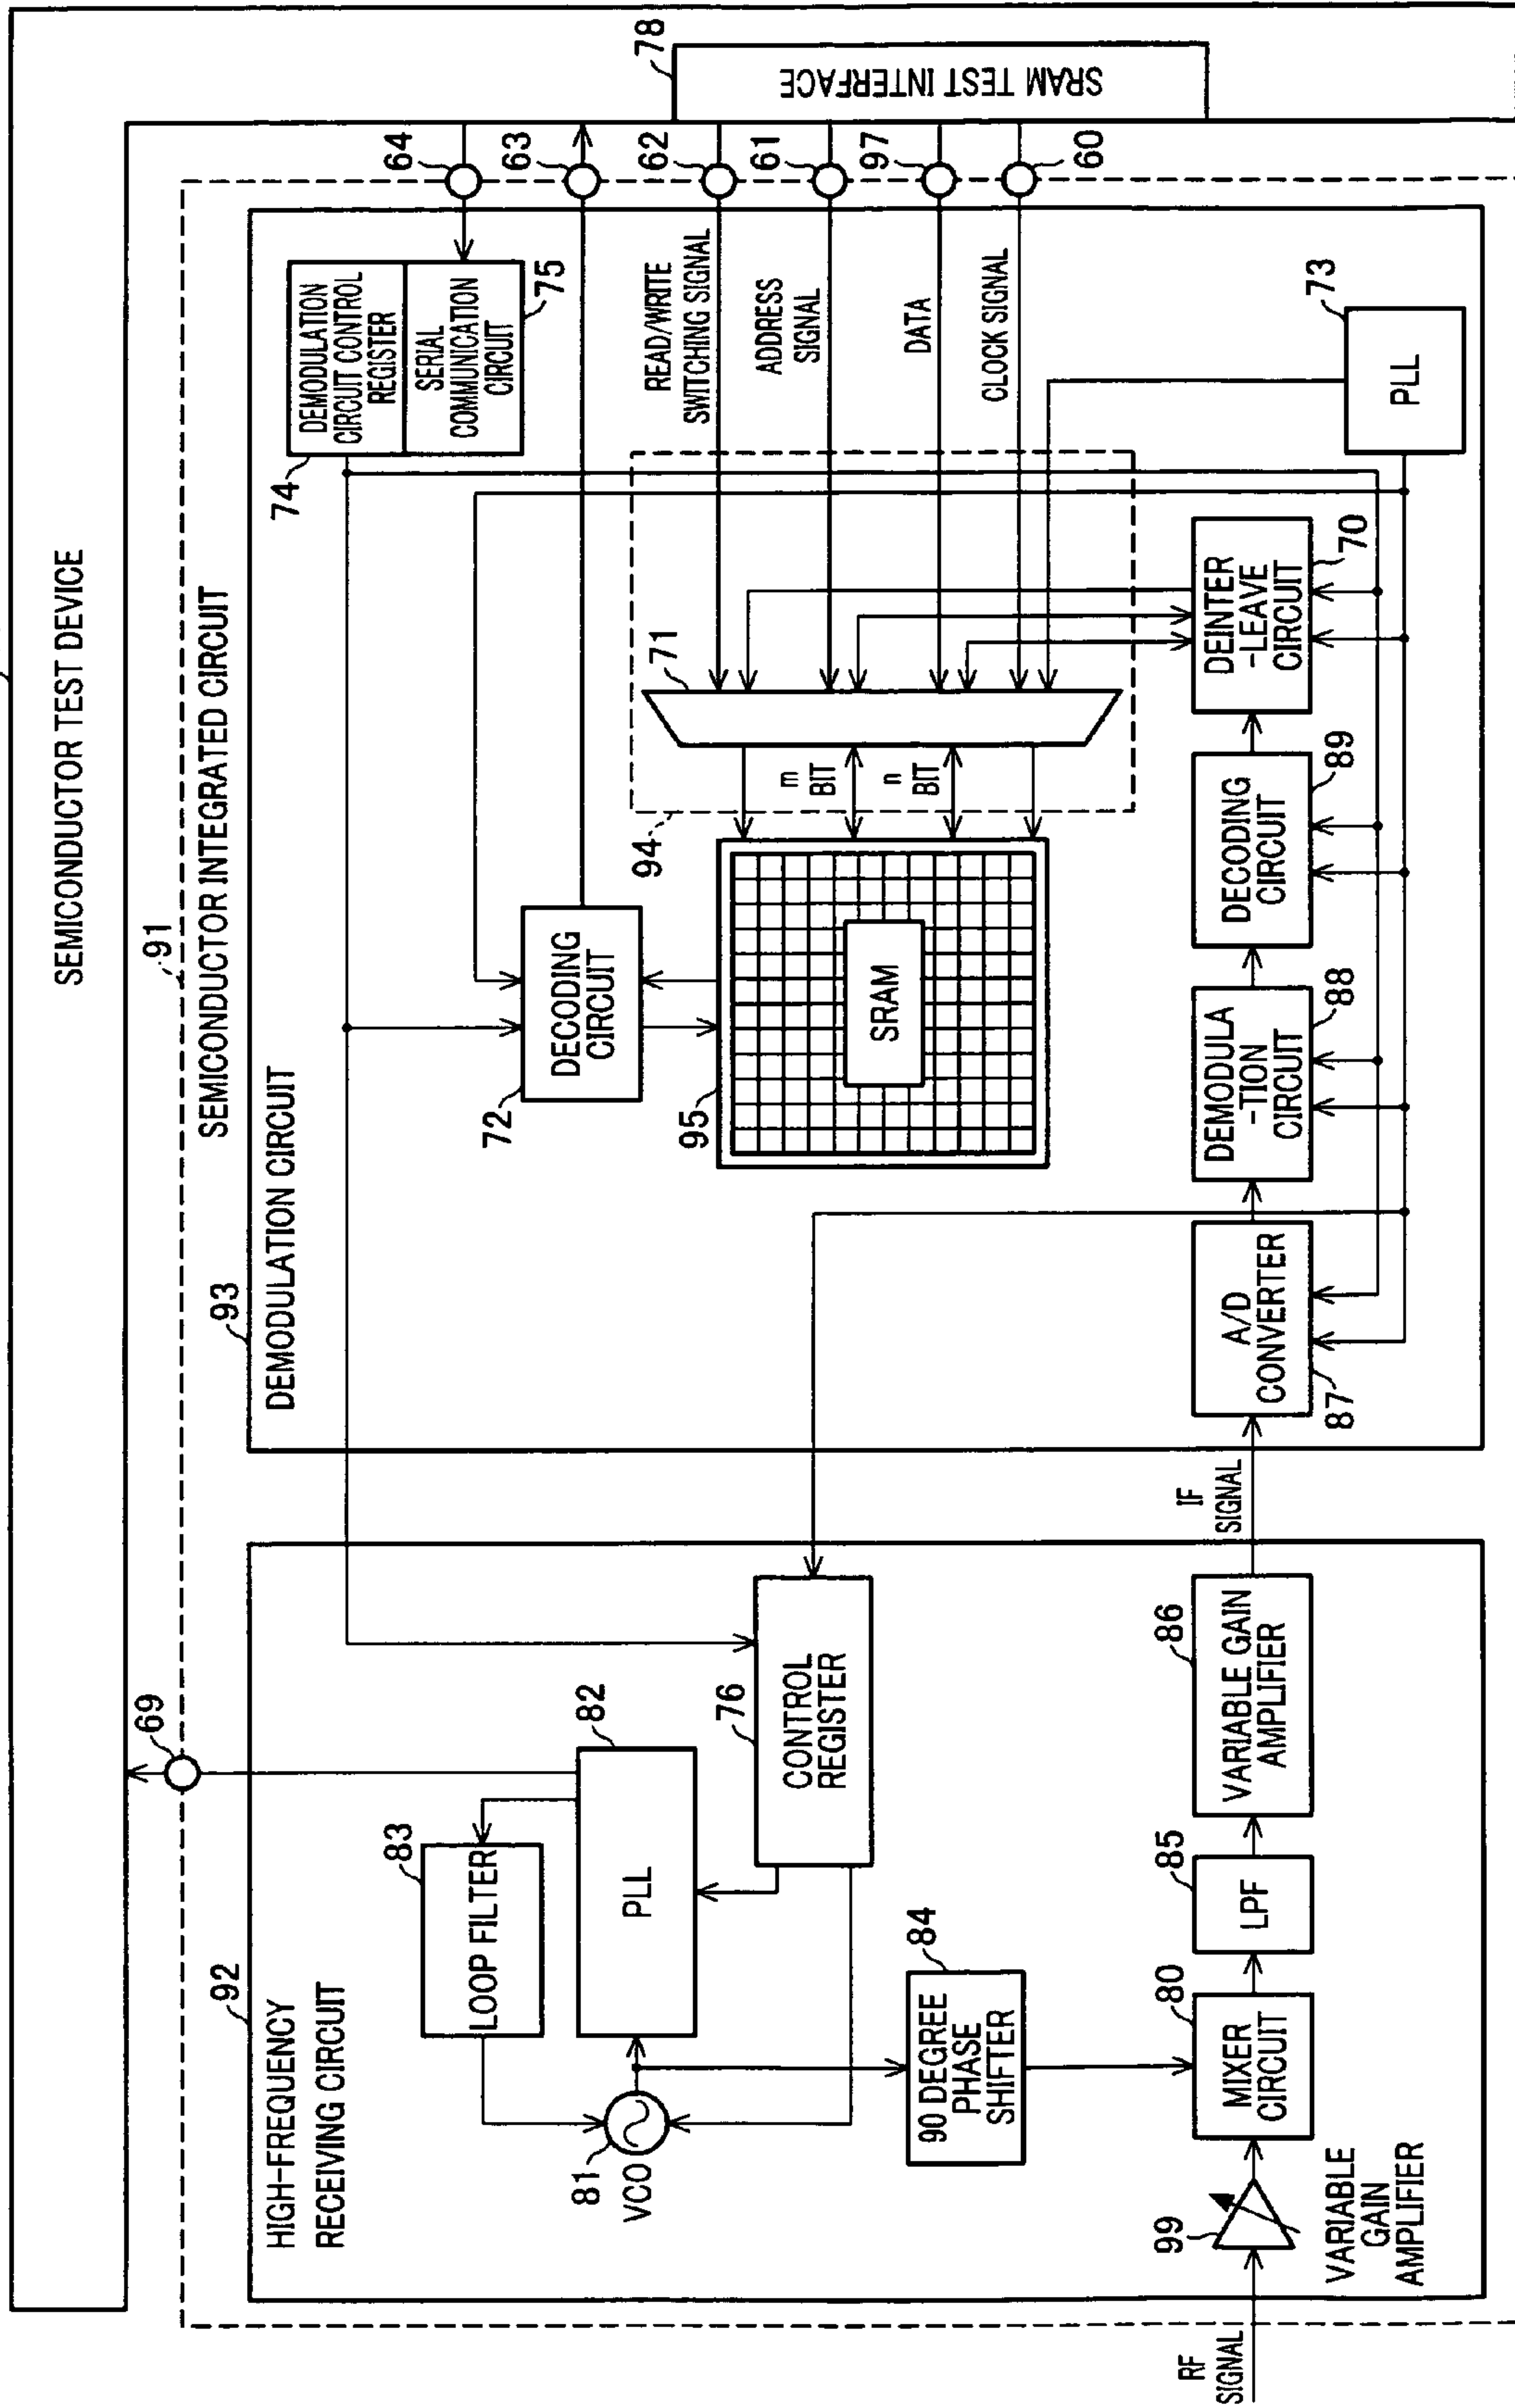 SEMICONDUCTOR TEST DEVICE
91
SEMICONDUCTOR INTEGRATED CIRCUIT
69
92
HIGH-FREQUENCY
RECEIVING CIRCUIT
83
LOOP FILTER
82
PLL
81
VCO
76
CONTROL
REGISTER
84
90 DEGREE
PHASE
SHIFTER
RF
SIGNAL
99
VARIABLE
GAIN
AMPLIFIER
80
MIXER
CIRCUIT
85
LPF
86
VARIABLE GAIN
AMPLIFIER
IF
SIGNAL
93
DEMODULATION CIRCUIT
74
DEMODULATION
CIRCUIT CONTROL
REGISTER
SERIAL
COMMUNICATION
CIRCUIT
75
72
DECODING
CIRCUIT
95
SRAM
94
m
BIT
n
BIT
71
READ/WRITE
SWITCHING SIGNAL
ADDRESS
SIGNAL
DATA
CLOCK SIGNAL
64
63
62
61
97
60
78
SRAM TEST INTERFACE
73
PLL
A/D
CONVERTER
87
DEMODULA
-TION
CIRCUIT
88
DECODING
CIRCUIT
89
DEINTER
-LEAVE
CIRCUIT
70